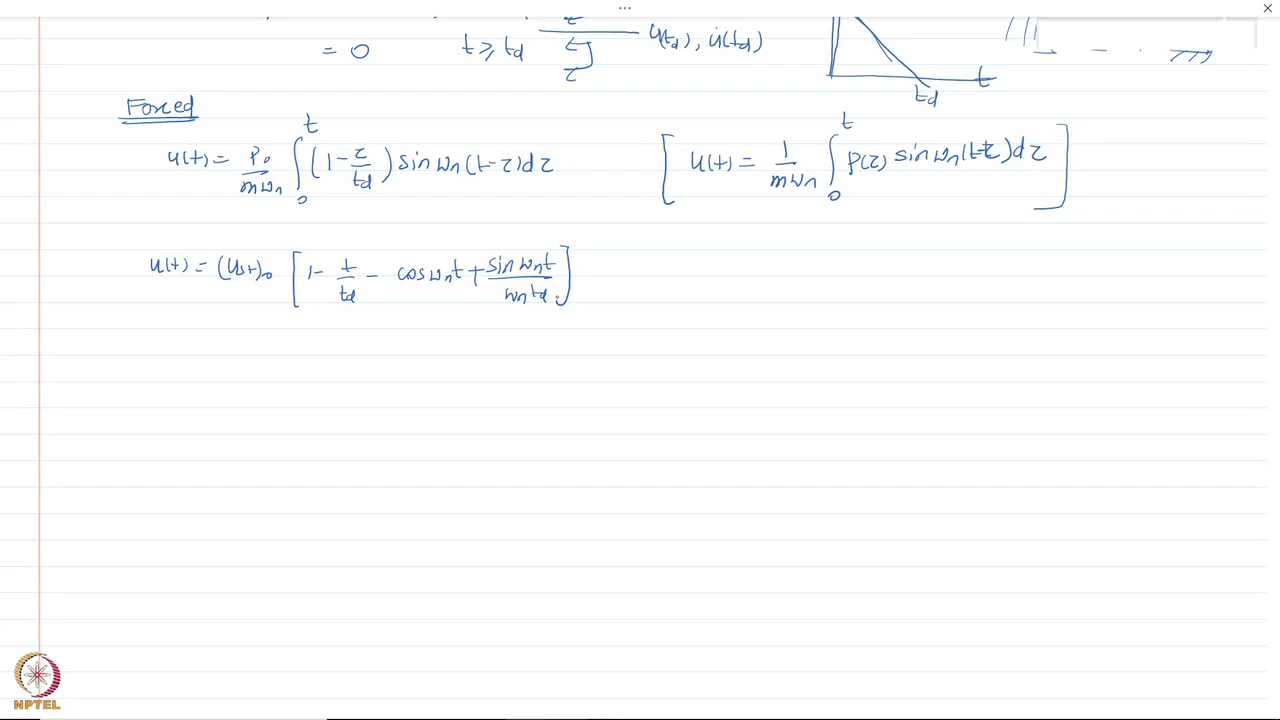 = 0 t ≥ td u(td), u̇(td)
τ
t
td
Forced
u(t) = P₀/mωn ∫₀ᵗ (1 - τ/td) sin ωn (t-τ) dτ [ u(t) = 1/mωn ∫₀ᵗ p(τ) sin ωn (t-τ) dτ ]
u(t) = (ust)₀ [ 1 - t/td - cos ωnt + sin ωnt/ωntd ]
NPTEL